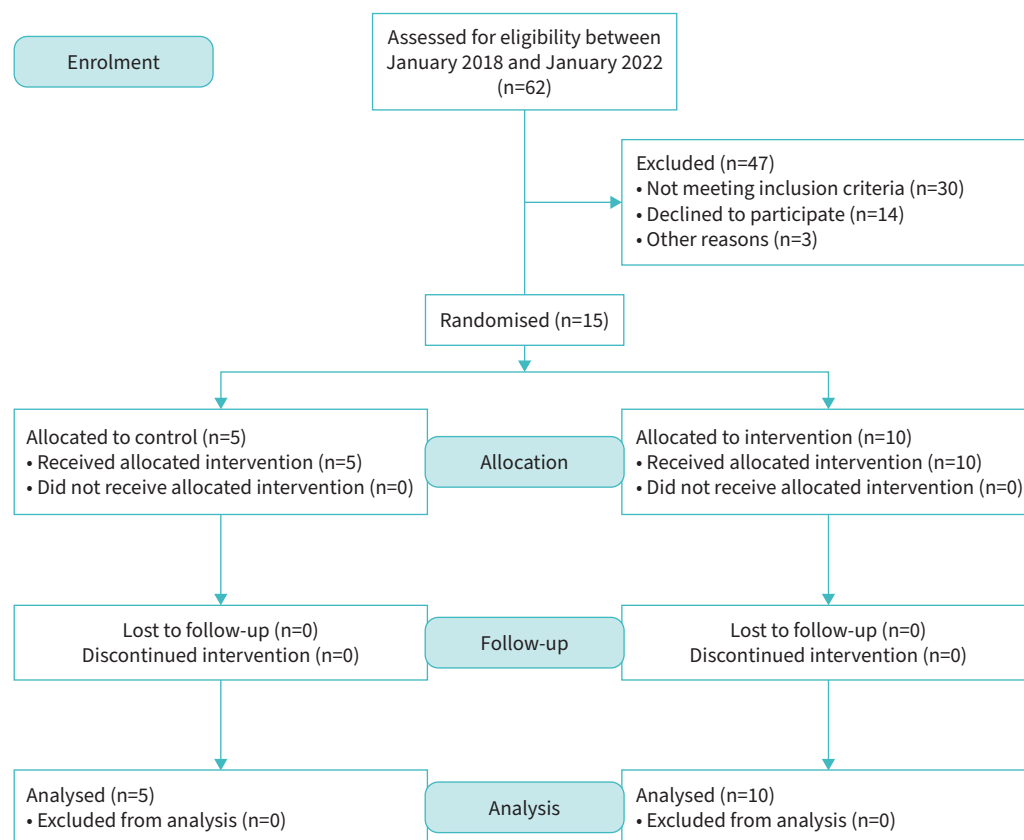 Enrolment
Assessed for eligibility between
January 2018 and January 2022
(n=62)
Excluded (n=47)
• Not meeting inclusion criteria (n=30)
• Declined to participate (n=14)
• Other reasons (n=3)
Randomised (n=15)
Allocated to control (n=5)
• Received allocated intervention (n=5)
• Did not receive allocated intervention (n=0)
Allocation
Allocated to intervention (n=10)
• Received allocated intervention (n=10)
• Did not receive allocated intervention (n=0)
Lost to follow-up (n=0)
Discontinued intervention (n=0)
Follow-up
Lost to follow-up (n=0)
Discontinued intervention (n=0)
Analysed (n=5)
• Excluded from analysis (n=0)
Analysis
Analysed (n=10)
• Excluded from analysis (n=0)